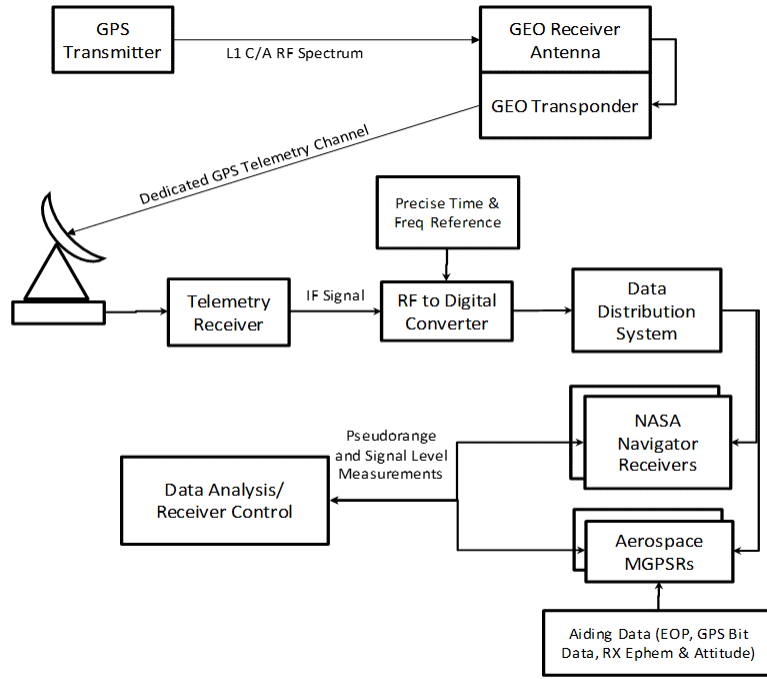 GPS
Transmitter
L1 C/A RF Spectrum
GEO Receiver
Antenna
GEO Transponder
Dedicated GPS Telemetry Channel
Precise Time &
Freq Reference
Telemetry
Receiver
IF Signal
RF to Digital
Converter
Data
Distribution
System
NASA
Navigator
Receivers
Pseudorange
and Signal Level
Measurements
Data Analysis/
Receiver Control
Aerospace
MGPSRs
Aiding Data (EOP, GPS Bit
Data, RX Ephem & Attitude)